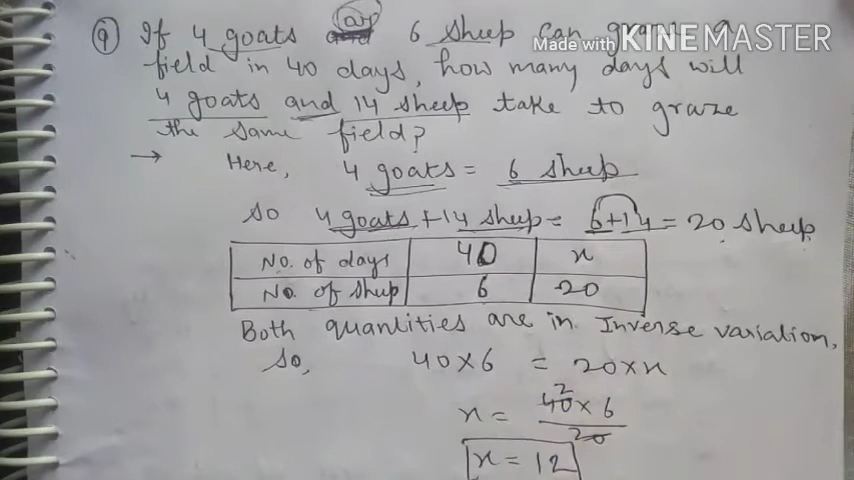 9 If 4 goats or 6 sheep can graze a
Made with KINEMASTER
field in 40 days, how many days will
4 goats and 14 sheep take to graze
the same field?
→ Here, 4 goats = 6 sheep
so 4 goats + 14 sheep = 6+14 = 20 sheep
No. of days 40 x
No. of sheep 6 20
Both quantities are in Inverse variation.
So, 40 × 6 = 20 × x
x = 40 × 6 / 20
2
x = 12